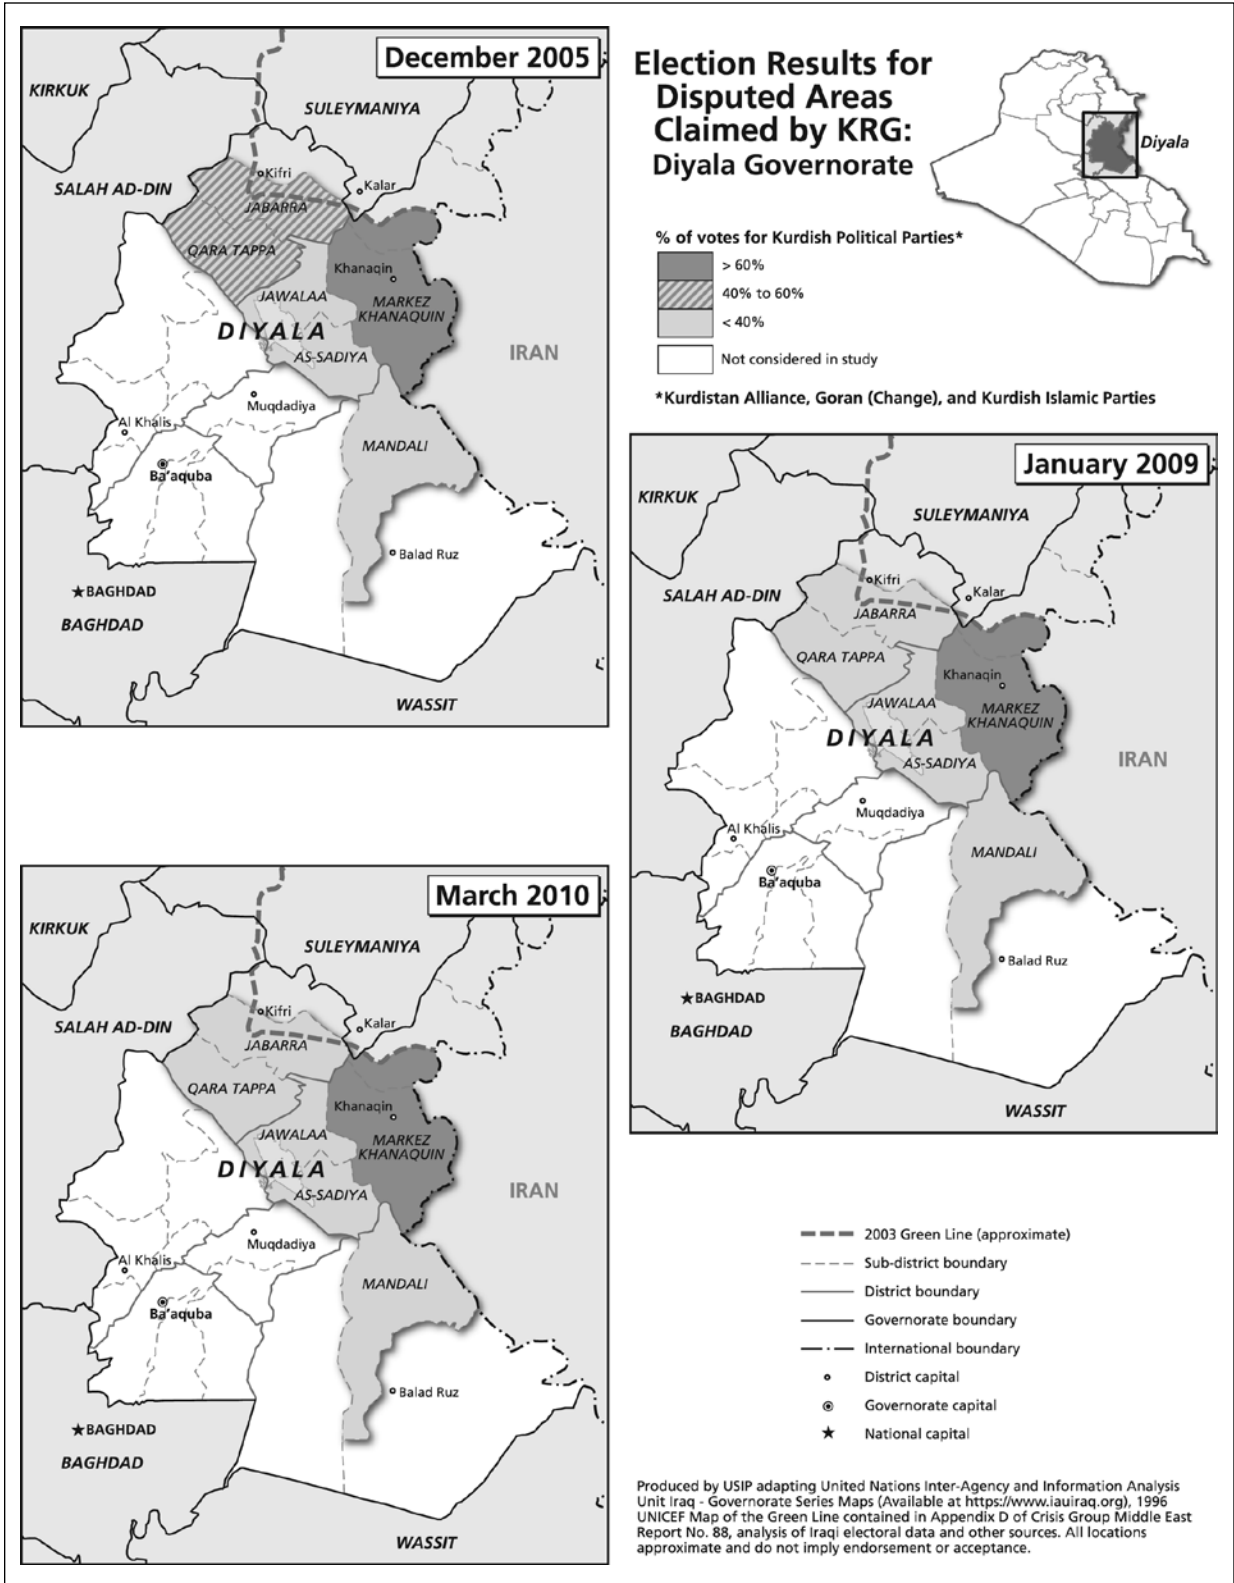 December 2005
KIRKUK
SULEYMANIYA
SALAH AD-DIN
Kifri
Kalar
JABARRA
QARA TAPPA
Khanaqin
JAWALAA
MARKEZ
KHANAQUIN
DIYALA
AS-SADIYA
IRAN
Muqdadiya
Al Khalis
MANDALI
Ba'aquba
Balad Ruz
BAGHDAD
BAGHDAD
WASSIT
Election Results for
Disputed Areas
Claimed by KRG:
Diyala Governorate
Diyala
% of votes for Kurdish Political Parties*
> 60%
40% to 60%
< 40%
Not considered in study
*Kurdistan Alliance, Goran (Change), and Kurdish Islamic Parties
January 2009
KIRKUK
SULEYMANIYA
SALAH AD-DIN
Kifri
Kalar
JABARRA
QARA TAPPA
Khanaqin
JAWALAA
MARKEZ
KHANAQUIN
DIYALA
AS-SADIYA
IRAN
Muqdadiya
Al Khalis
MANDALI
Ba'aquba
Balad Ruz
BAGHDAD
BAGHDAD
WASSIT
March 2010
KIRKUK
SULEYMANIYA
SALAH AD-DIN
Kifri
Kalar
JABARRA
QARA TAPPA
Khanaqin
JAWALAA
MARKEZ
KHANAQUIN
DIYALA
AS-SADIYA
IRAN
Muqdadiya
Al Khalis
MANDALI
Ba'aquba
Balad Ruz
BAGHDAD
BAGHDAD
WASSIT
2003 Green Line (approximate)
Sub-district boundary
District boundary
Governorate boundary
International boundary
District capital
Governorate capital
National capital
Produced by USIP adapting United Nations Inter-Agency and Information Analysis
Unit Iraq - Governorate Series Maps (Available at https://www.iauiraq.org), 1996
UNICEF Map of the Green Line contained in Appendix D of Crisis Group Middle East
Report No. 88, analysis of Iraqi electoral data and other sources. All locations
approximate and do not imply endorsement or acceptance.